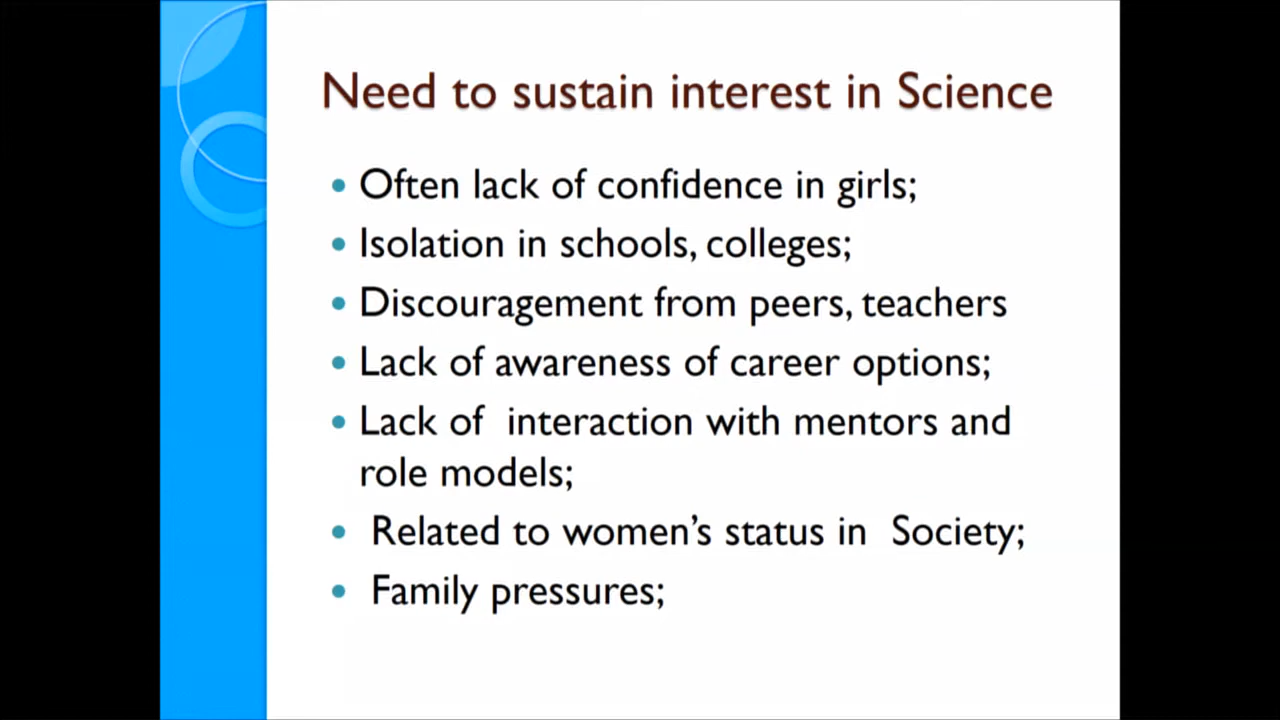 Need to sustain interest in Science
• Often lack of confidence in girls;
• Isolation in schools, colleges;
• Discouragement from peers, teachers
• Lack of awareness of career options;
• Lack of  interaction with mentors and
role models;
•  Related to women’s status in  Society;
•  Family pressures;